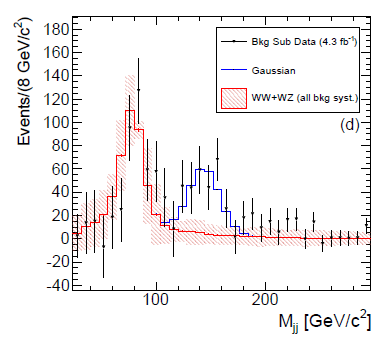 Events/(8 GeV/c²)
180
160
140
120
100
80
60
40
20
0
-20
-40
Bkg Sub Data (4.3 fb⁻¹)
Gaussian
WW+WZ (all bkg syst.)
(d)
100
200
M_jj [GeV/c²]